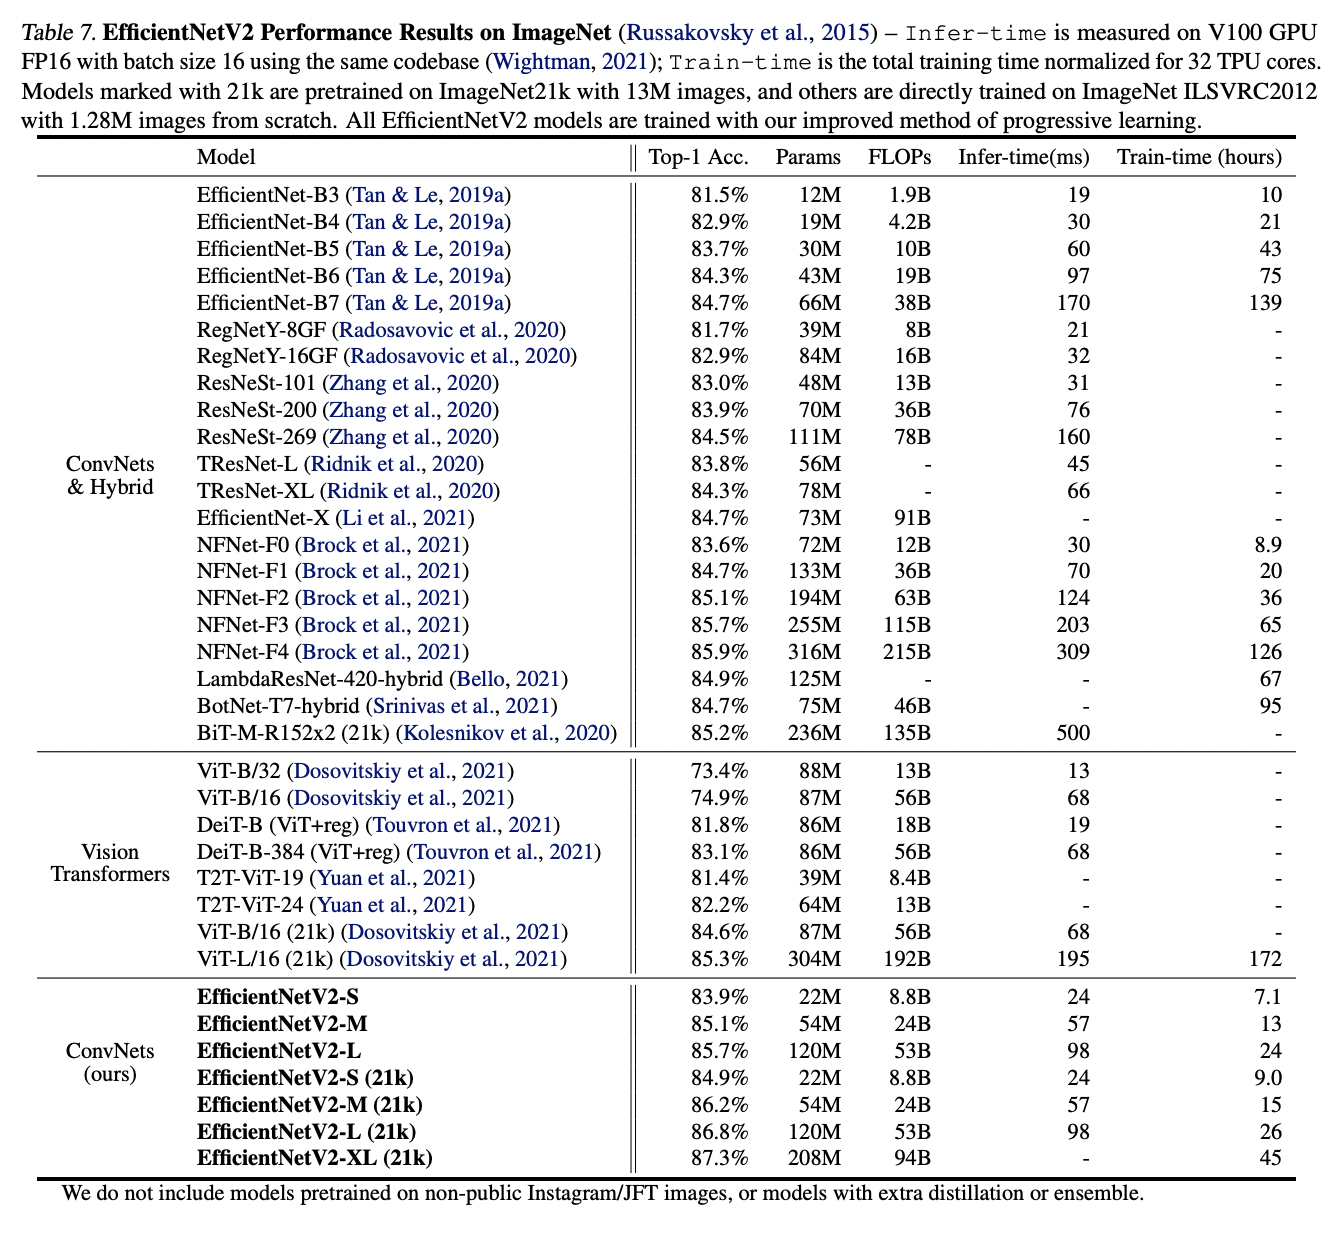 Table 7. EfficientNetV2 Performance Results on ImageNet (Russakovsky et al., 2015) – Infer-time is measured on V100 GPU
FP16 with batch size 16 using the same codebase (Wightman, 2021); Train-time is the total training time normalized for 32 TPU cores.
Models marked with 21k are pretrained on ImageNet21k with 13M images, and others are directly trained on ImageNet ILSVRC2012
with 1.28M images from scratch. All EfficientNetV2 models are trained with our improved method of progressive learning.
Model Top-1 Acc. Params FLOPs Infer-time(ms) Train-time (hours)
EfficientNet-B3 (Tan & Le, 2019a) 81.5% 12M 1.9B 19 10
EfficientNet-B4 (Tan & Le, 2019a) 82.9% 19M 4.2B 30 21
EfficientNet-B5 (Tan & Le, 2019a) 83.7% 30M 10B 60 43
EfficientNet-B6 (Tan & Le, 2019a) 84.3% 43M 19B 97 75
EfficientNet-B7 (Tan & Le, 2019a) 84.7% 66M 38B 170 139
RegNetY-8GF (Radosavovic et al., 2020) 81.7% 39M 8B 21 -
RegNetY-16GF (Radosavovic et al., 2020) 82.9% 84M 16B 32 -
ResNeSt-101 (Zhang et al., 2020) 83.0% 48M 13B 31 -
ResNeSt-200 (Zhang et al., 2020) 83.9% 70M 36B 76 -
ResNeSt-269 (Zhang et al., 2020) 84.5% 111M 78B 160 -
ConvNets
& Hybrid
TResNet-L (Ridnik et al., 2020) 83.8% 56M - 45 -
TResNet-XL (Ridnik et al., 2020) 84.3% 78M - 66 -
EfficientNet-X (Li et al., 2021) 84.7% 73M 91B - -
NFNet-F0 (Brock et al., 2021) 83.6% 72M 12B 30 8.9
NFNet-F1 (Brock et al., 2021) 84.7% 133M 36B 70 20
NFNet-F2 (Brock et al., 2021) 85.1% 194M 63B 124 36
NFNet-F3 (Brock et al., 2021) 85.7% 255M 115B 203 65
NFNet-F4 (Brock et al., 2021) 85.9% 316M 215B 309 126
LambdaResNet-420-hybrid (Bello, 2021) 84.9% 125M - - 67
BotNet-T7-hybrid (Srinivas et al., 2021) 84.7% 75M 46B - 95
BiT-M-R152x2 (21k) (Kolesnikov et al., 2020) 85.2% 236M 135B 500 -
ViT-B/32 (Dosovitskiy et al., 2021) 73.4% 88M 13B 13 -
ViT-B/16 (Dosovitskiy et al., 2021) 74.9% 87M 56B 68 -
DeiT-B (ViT+reg) (Touvron et al., 2021) 81.8% 86M 18B 19 -
Vision
Transformers
DeiT-B-384 (ViT+reg) (Touvron et al., 2021) 83.1% 86M 56B 68 -
T2T-ViT-19 (Yuan et al., 2021) 81.4% 39M 8.4B - -
T2T-ViT-24 (Yuan et al., 2021) 82.2% 64M 13B - -
ViT-B/16 (21k) (Dosovitskiy et al., 2021) 84.6% 87M 56B 68 -
ViT-L/16 (21k) (Dosovitskiy et al., 2021) 85.3% 304M 192B 195 172
EfficientNetV2-S 83.9% 22M 8.8B 24 7.1
EfficientNetV2-M 85.1% 54M 24B 57 13
ConvNets
(ours)
EfficientNetV2-L 85.7% 120M 53B 98 24
EfficientNetV2-S (21k) 84.9% 22M 8.8B 24 9.0
EfficientNetV2-M (21k) 86.2% 54M 24B 57 15
EfficientNetV2-L (21k) 86.8% 120M 53B 98 26
EfficientNetV2-XL (21k) 87.3% 208M 94B - 45
We do not include models pretrained on non-public Instagram/JFT images, or models with extra distillation or ensemble.